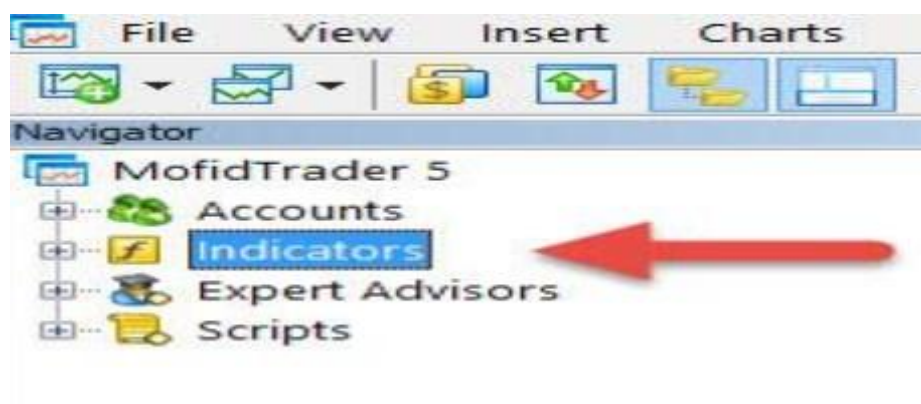 File View Insert Charts
Navigator
MofidTrader 5
Accounts
Indicators
Expert Advisors
Scripts